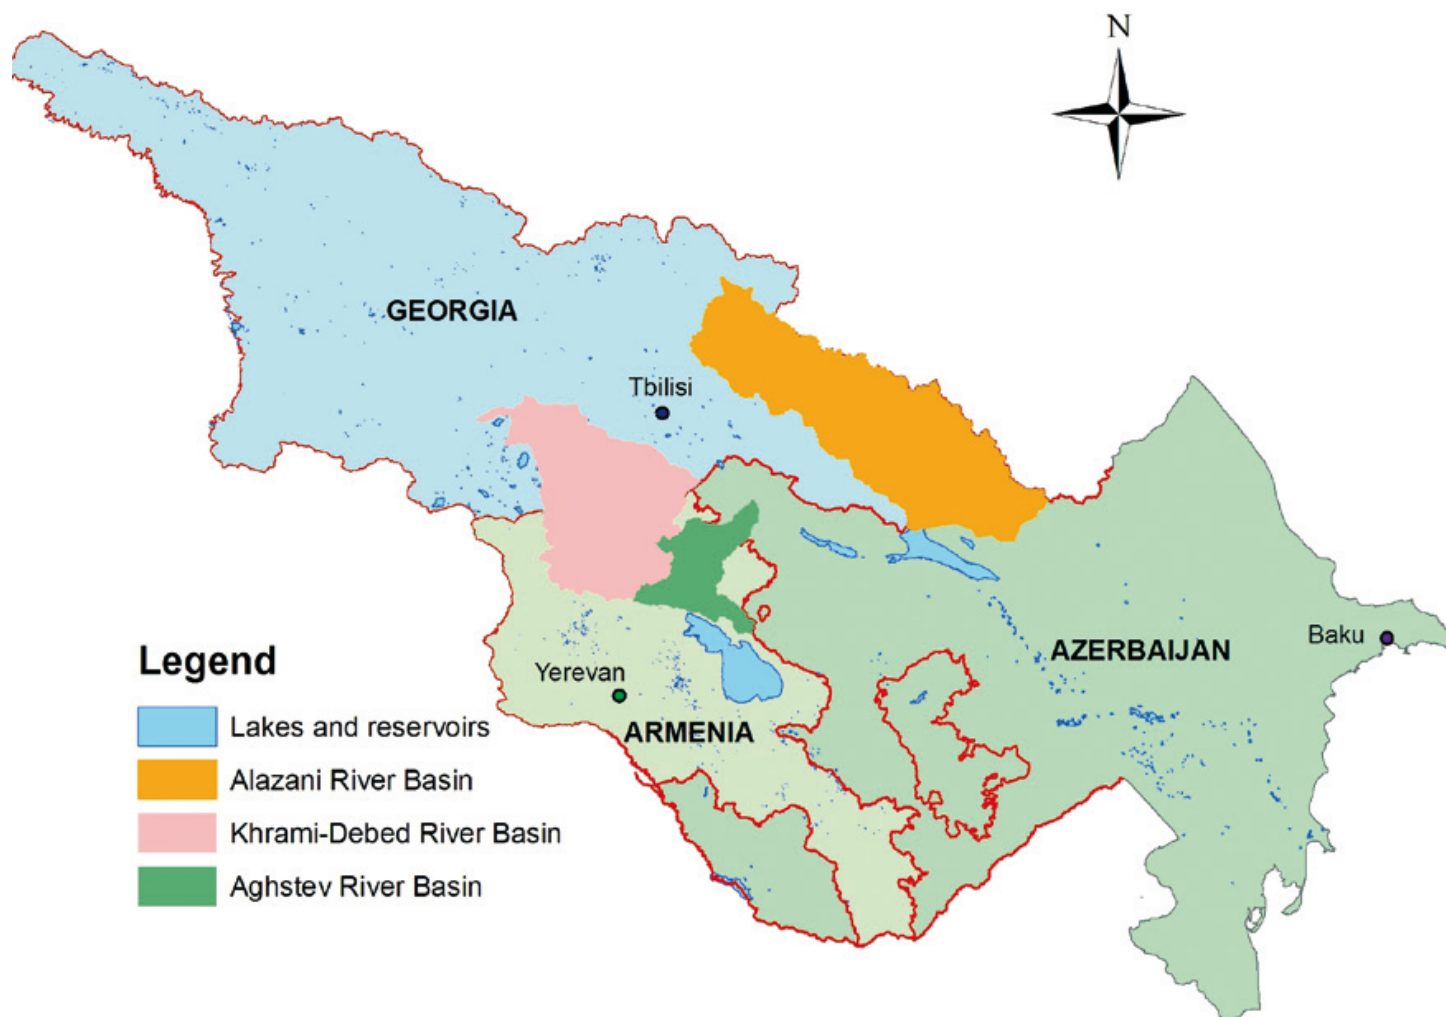 N
GEORGIA
Tbilisi
Baku
AZERBAIJAN
Yerevan
ARMENIA
Legend
Lakes and reservoirs
Alazani River Basin
Khrami-Debed River Basin
Aghstev River Basin